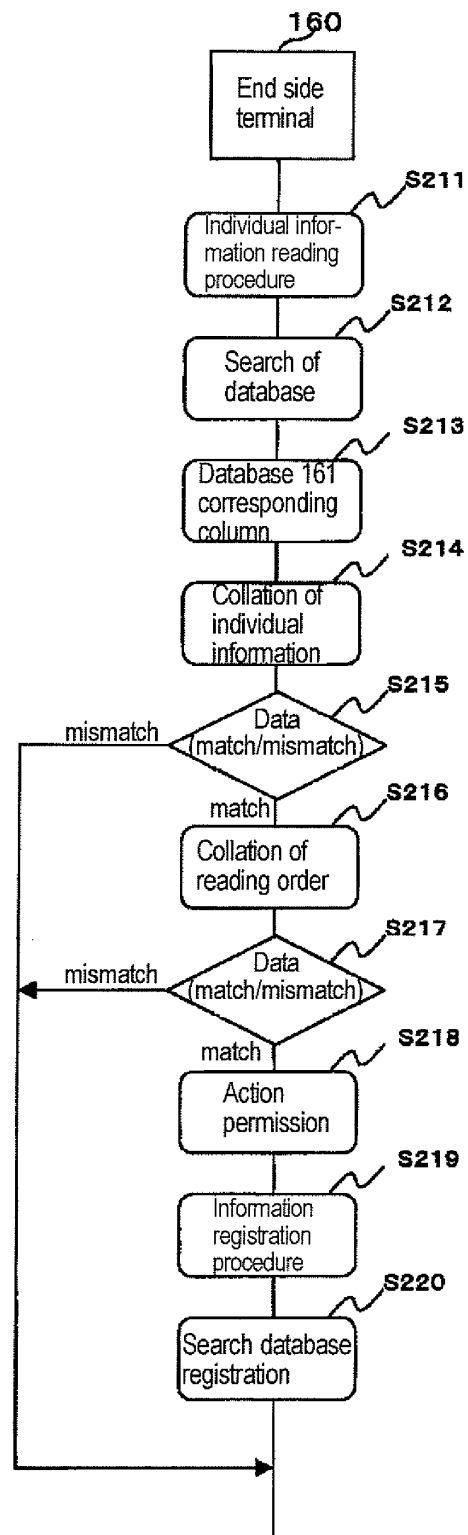 160
End side
terminal
S211
Individual infor-
mation reading
procedure
S212
Search of
database
S213
Database 161
corresponding
column
S214
Collation of
individual
information
S215
mismatch
Data
(match/mismatch)
match
S216
Collation of
reading order
S217
mismatch
Data
(match/mismatch)
match
S218
Action
permission
S219
Information
registration
procedure
S220
Search database
registration